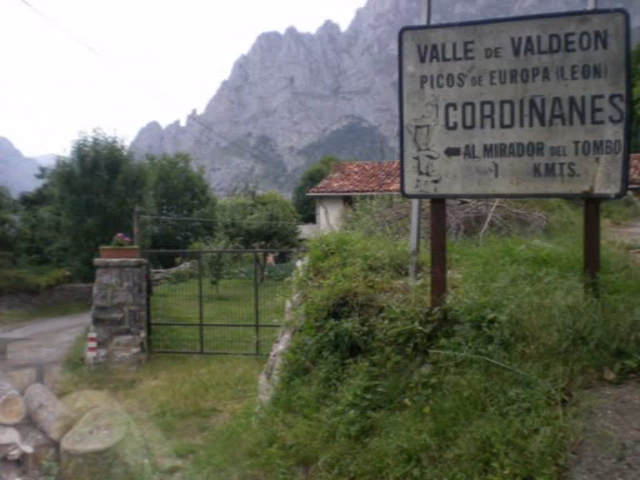 VALLE DE VALDEON
PICOS DE EUROPA (LEON)
CORDIÑANES
AL MIRADOR DEL TOMBO
1 KMTS.